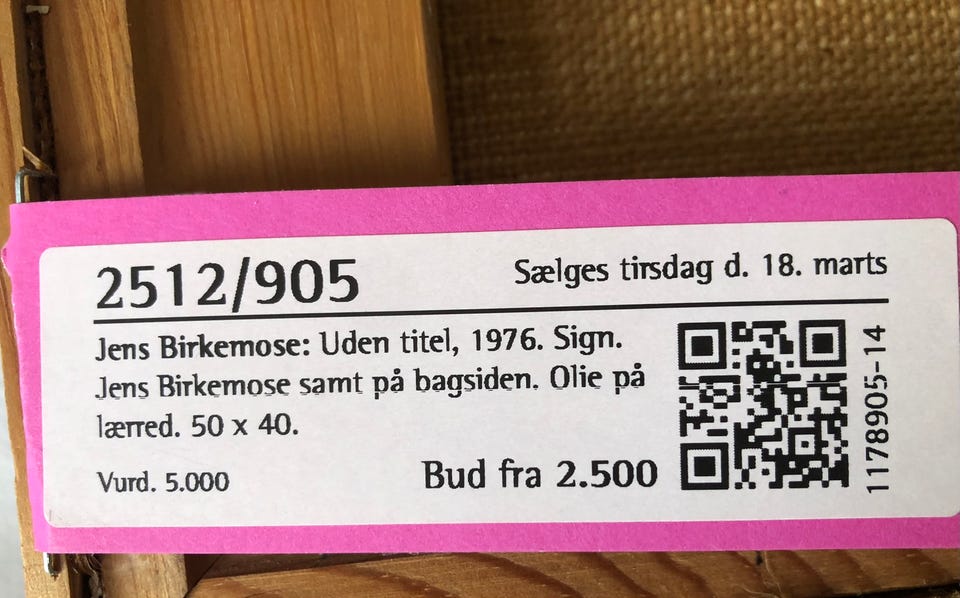 2512/905
Sælges tirsdag d. 18. marts
Jens Birkemose: Uden titel, 1976. Sign.
Jens Birkemose samt på bagsiden. Olie på
lærred. 50 x 40.
Vurd. 5.000
Bud fra 2.500
1178905-14